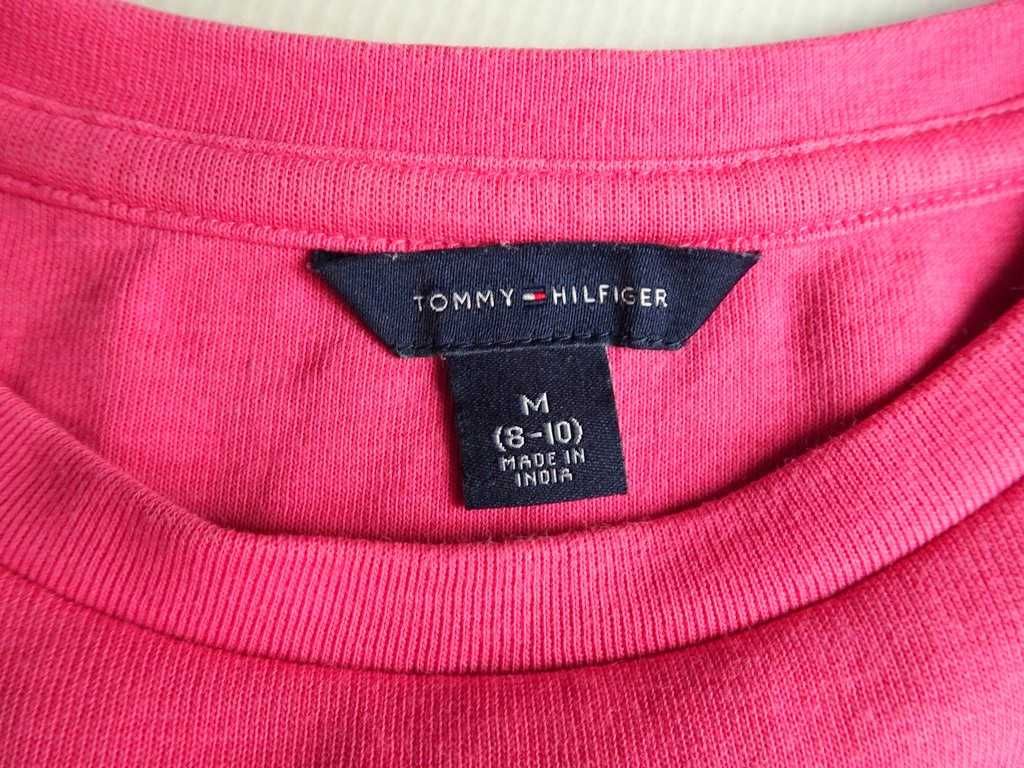 TOMMY HILFIGER
M
(8-10)
MADE IN
INDIA